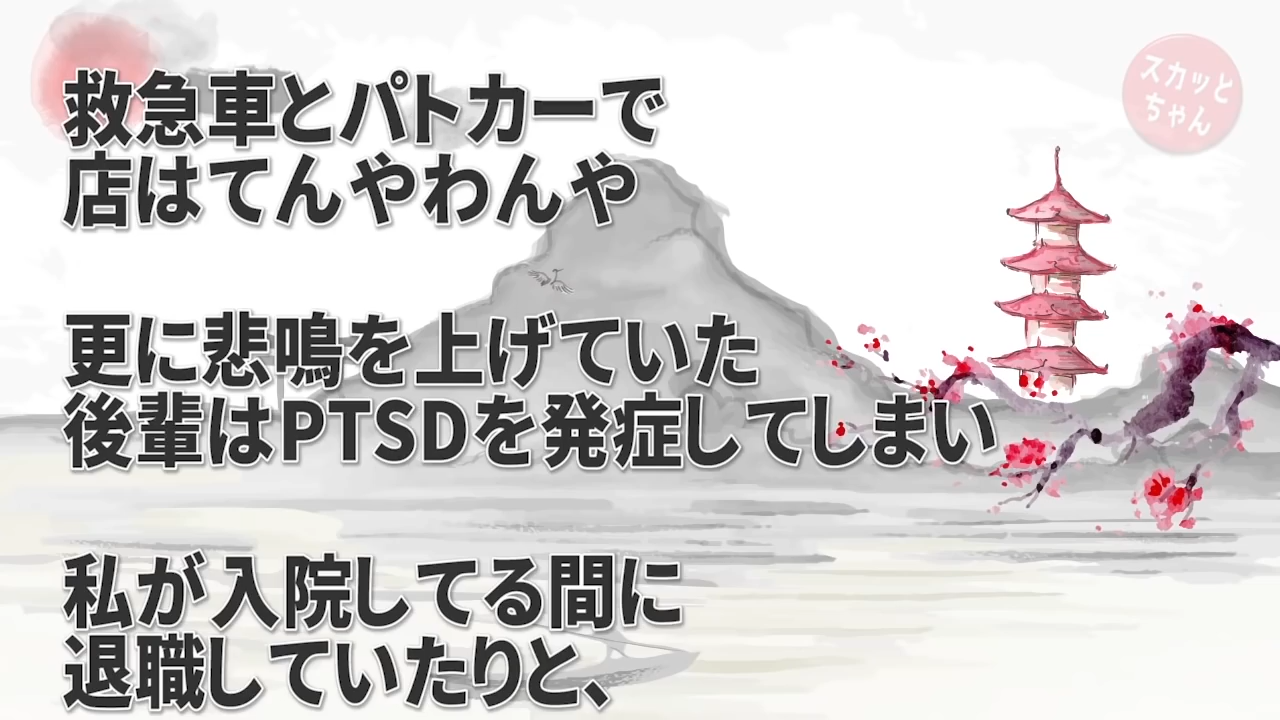 スカッと
ちゃん
救急車とパトカーで
店はてんやわんや
更に悲鳴を上げていた
後輩はPTSDを発症してしまい
私が入院してる間に
退職していたりと、